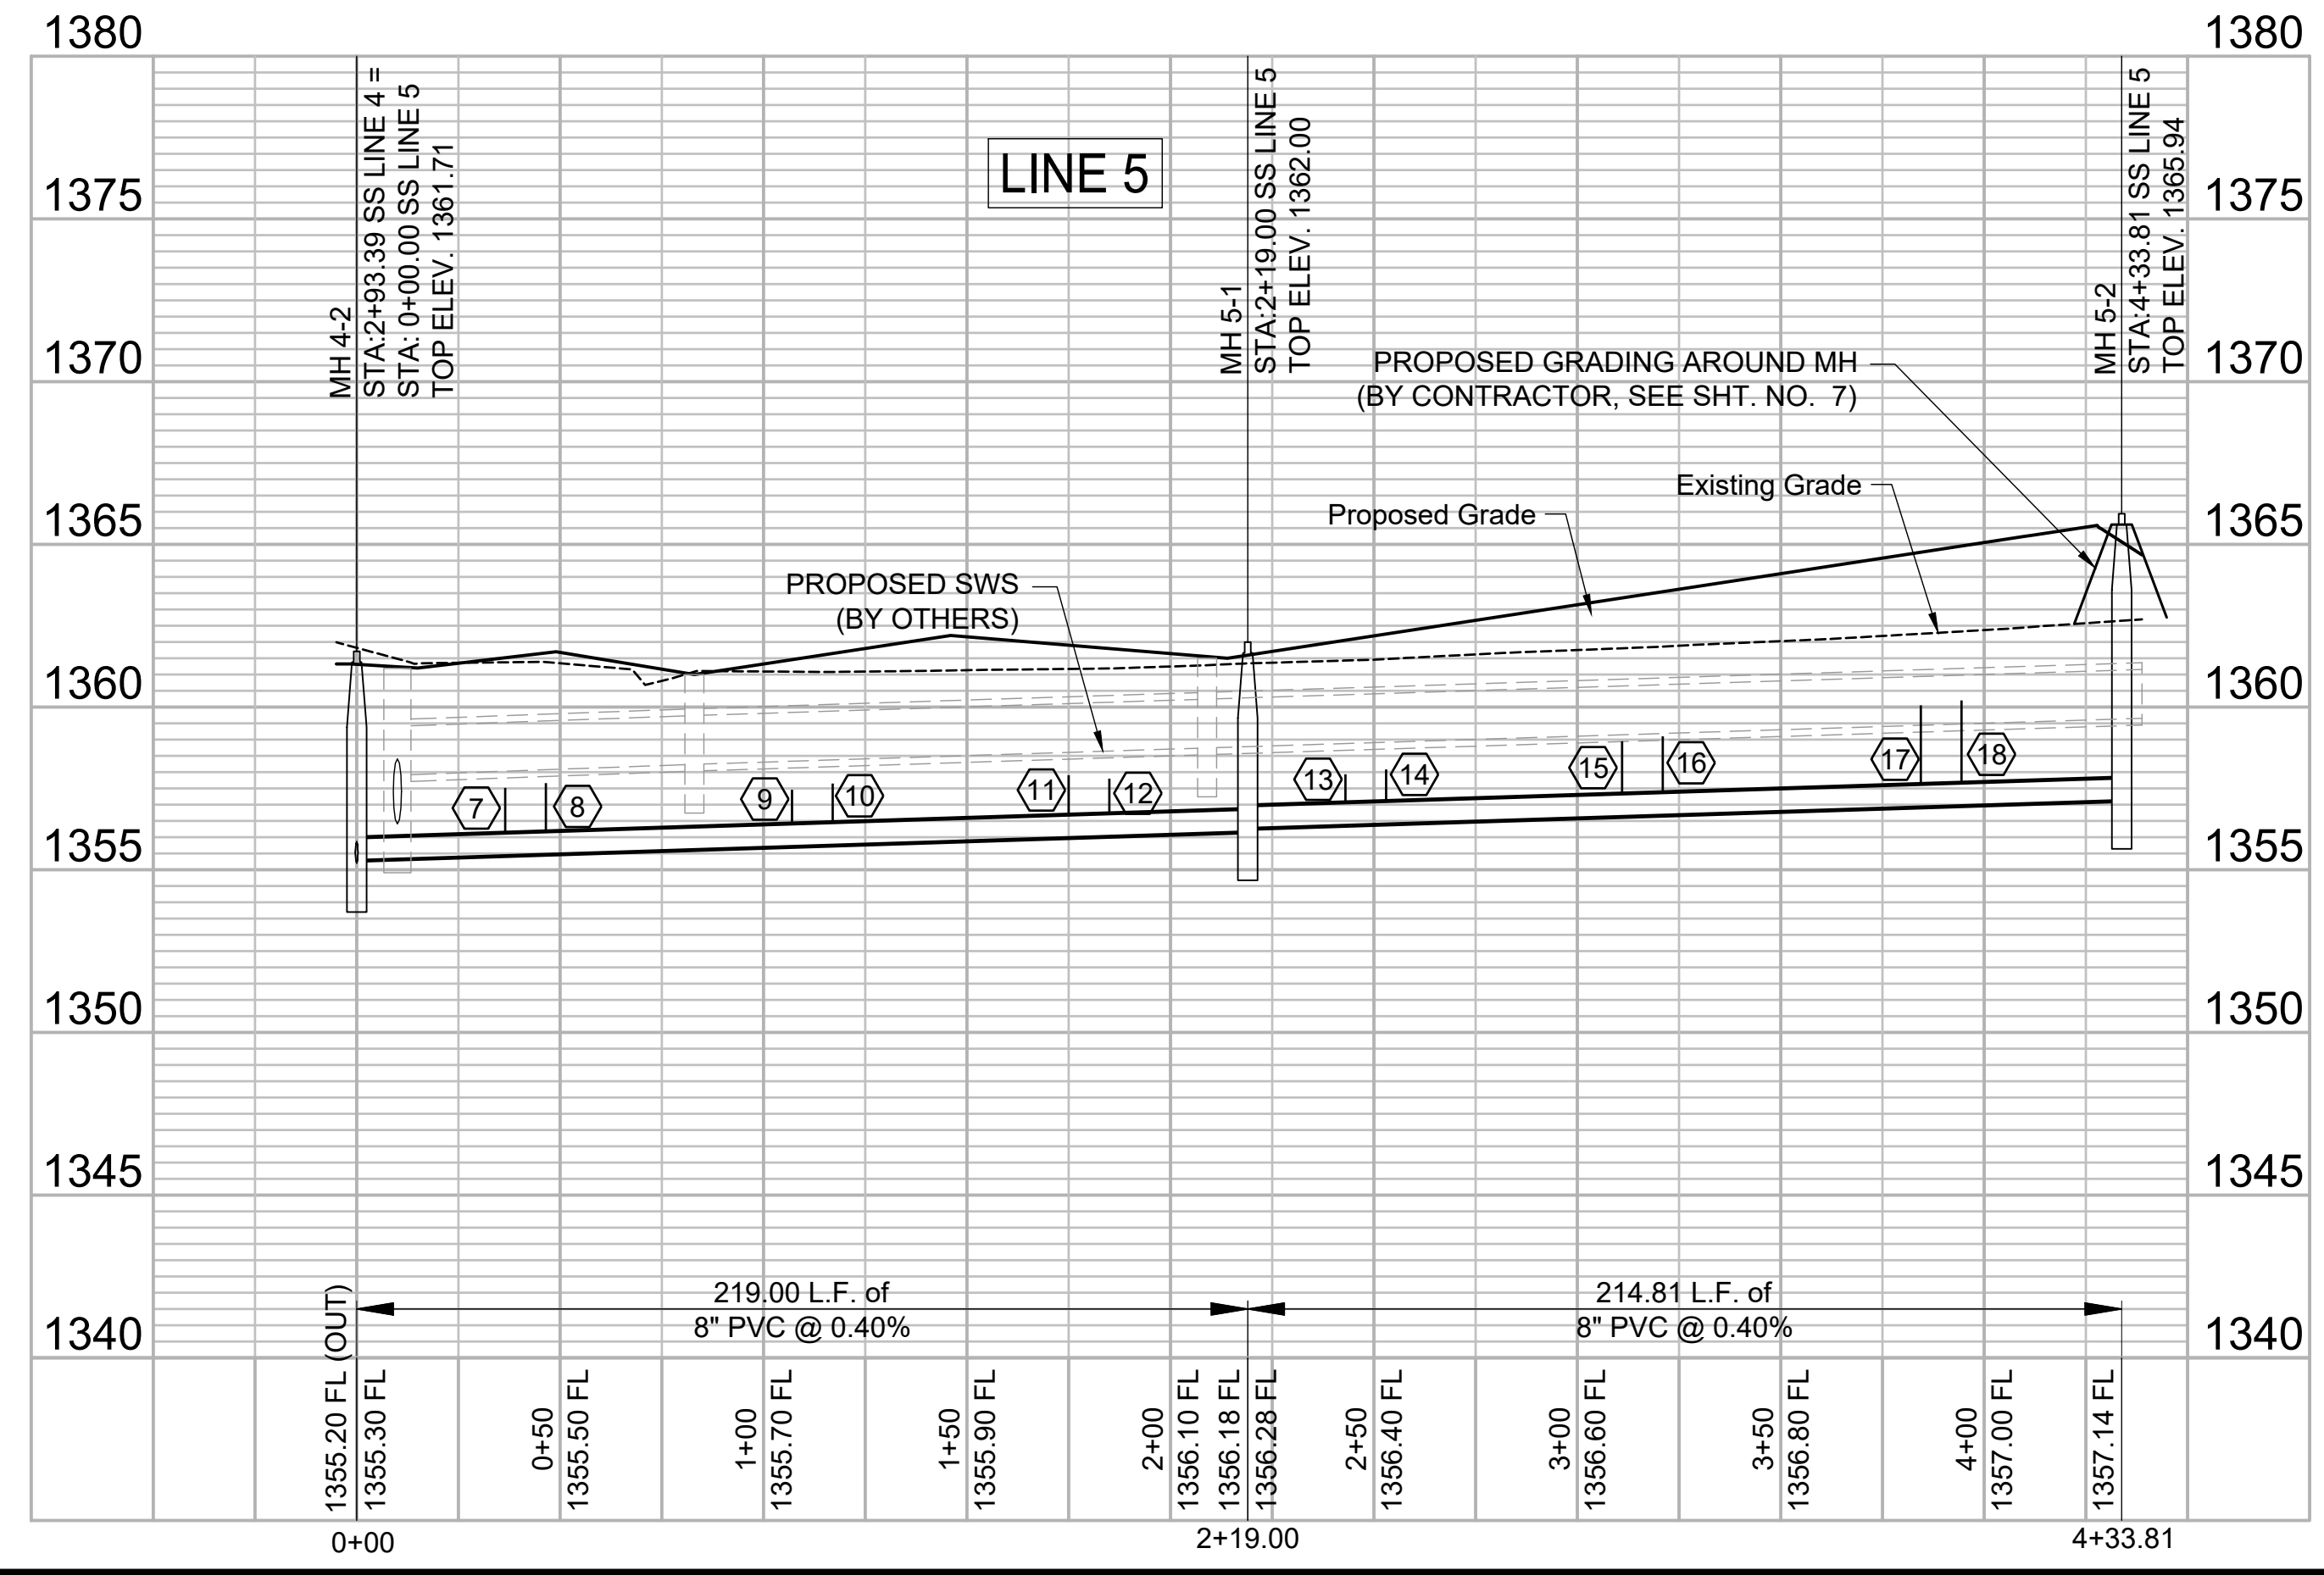 1380
1380
MH 4-2
STA:2+93.39 SS LINE 4 =
STA: 0+00.00 SS LINE 5
TOP ELEV. 1361.71
LINE 5
MH 5-1
STA:2+19.00 SS LINE 5
TOP ELEV. 1362.00
MH 5-2
STA:4+33.81 SS LINE 5
TOP ELEV. 1365.94
1375
1375
1370
1370
PROPOSED GRADING AROUND MH
(BY CONTRACTOR, SEE SHT. NO. 7)
Existing Grade
Proposed Grade
1365
1365
PROPOSED SWS
(BY OTHERS)
1360
1360
7
8
9
10
11
12
13
14
15
16
17
18
1355
1355
1350
1350
1345
1345
219.00 L.F. of
8" PVC @ 0.40%
214.81 L.F. of
8" PVC @ 0.40%
1340
1340
1355.20 FL (OUT)
1355.30 FL
0+50
1355.50 FL
1+00
1355.70 FL
1+50
1355.90 FL
2+00
1356.10 FL
1356.18 FL
1356.28 FL
2+50
1356.40 FL
3+00
1356.60 FL
3+50
1356.80 FL
4+00
1357.00 FL
1357.14 FL
0+00
2+19.00
4+33.81